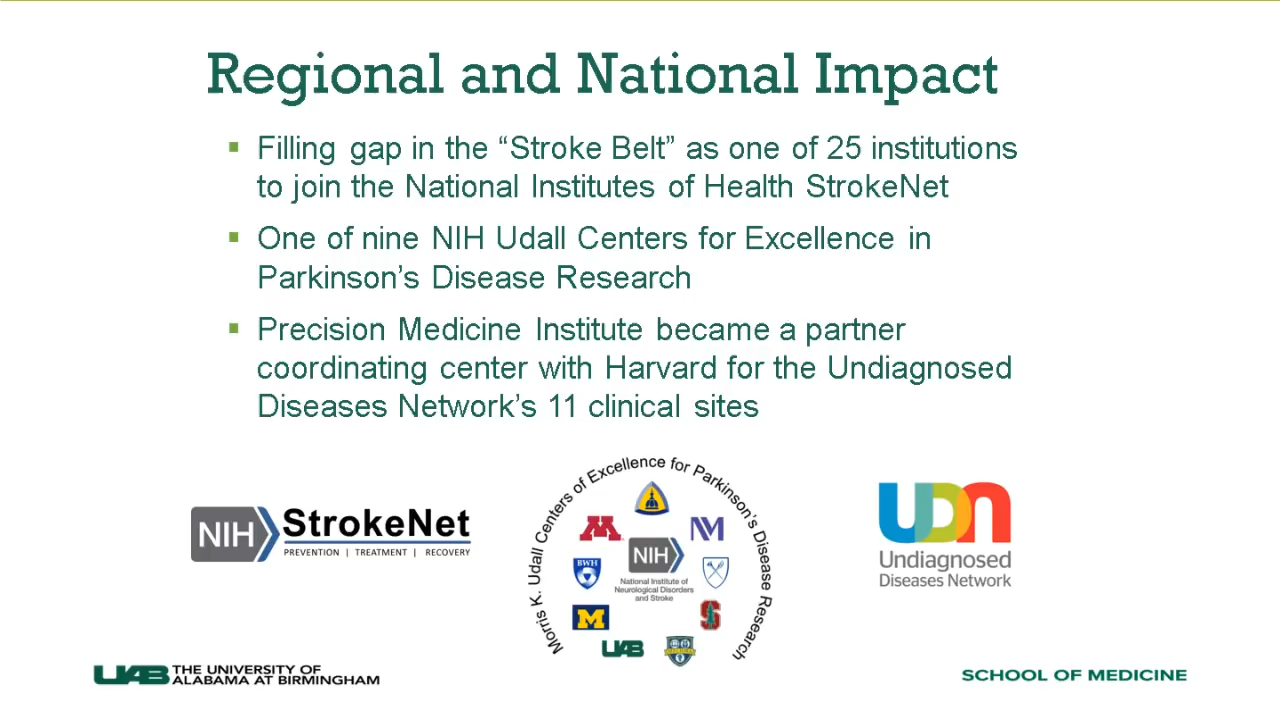 Regional and National Impact
Filling gap in the “Stroke Belt” as one of 25 institutions
to join the National Institutes of Health StrokeNet
One of nine NIH Udall Centers for Excellence in
Parkinson’s Disease Research
Precision Medicine Institute became a partner
coordinating center with Harvard for the Undiagnosed
Diseases Network’s 11 clinical sites
NIH StrokeNet
PREVENTION | TREATMENT | RECOVERY
Morris K. Udall Centers of Excellence for Parkinson's Disease Research
M
BWH
NIH
National Institute of
Neurological Disorders
and Stroke
M
S
UAB
UDN
Undiagnosed
Diseases Network
UAB THE UNIVERSITY OF
ALABAMA AT BIRMINGHAM
SCHOOL OF MEDICINE